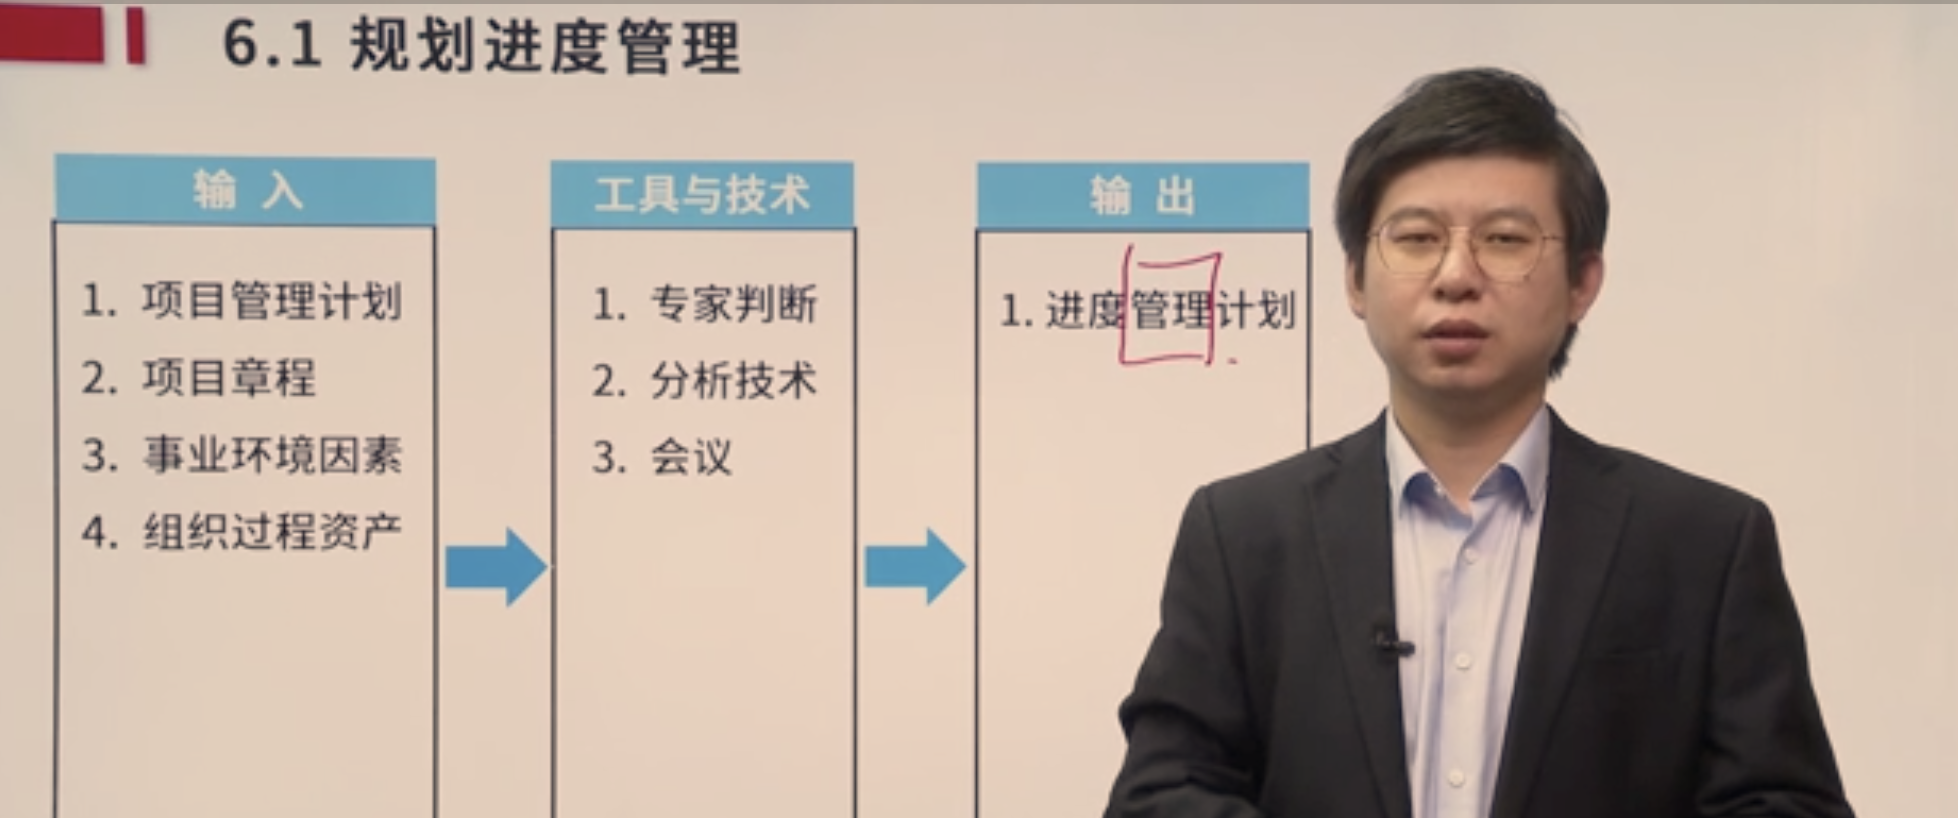 6.1 规划进度管理
输 入
1. 项目管理计划
2. 项目章程
3. 事业环境因素
4. 组织过程资产
工具与技术
1. 专家判断
2. 分析技术
3. 会议
输 出
1. 进度管理计划